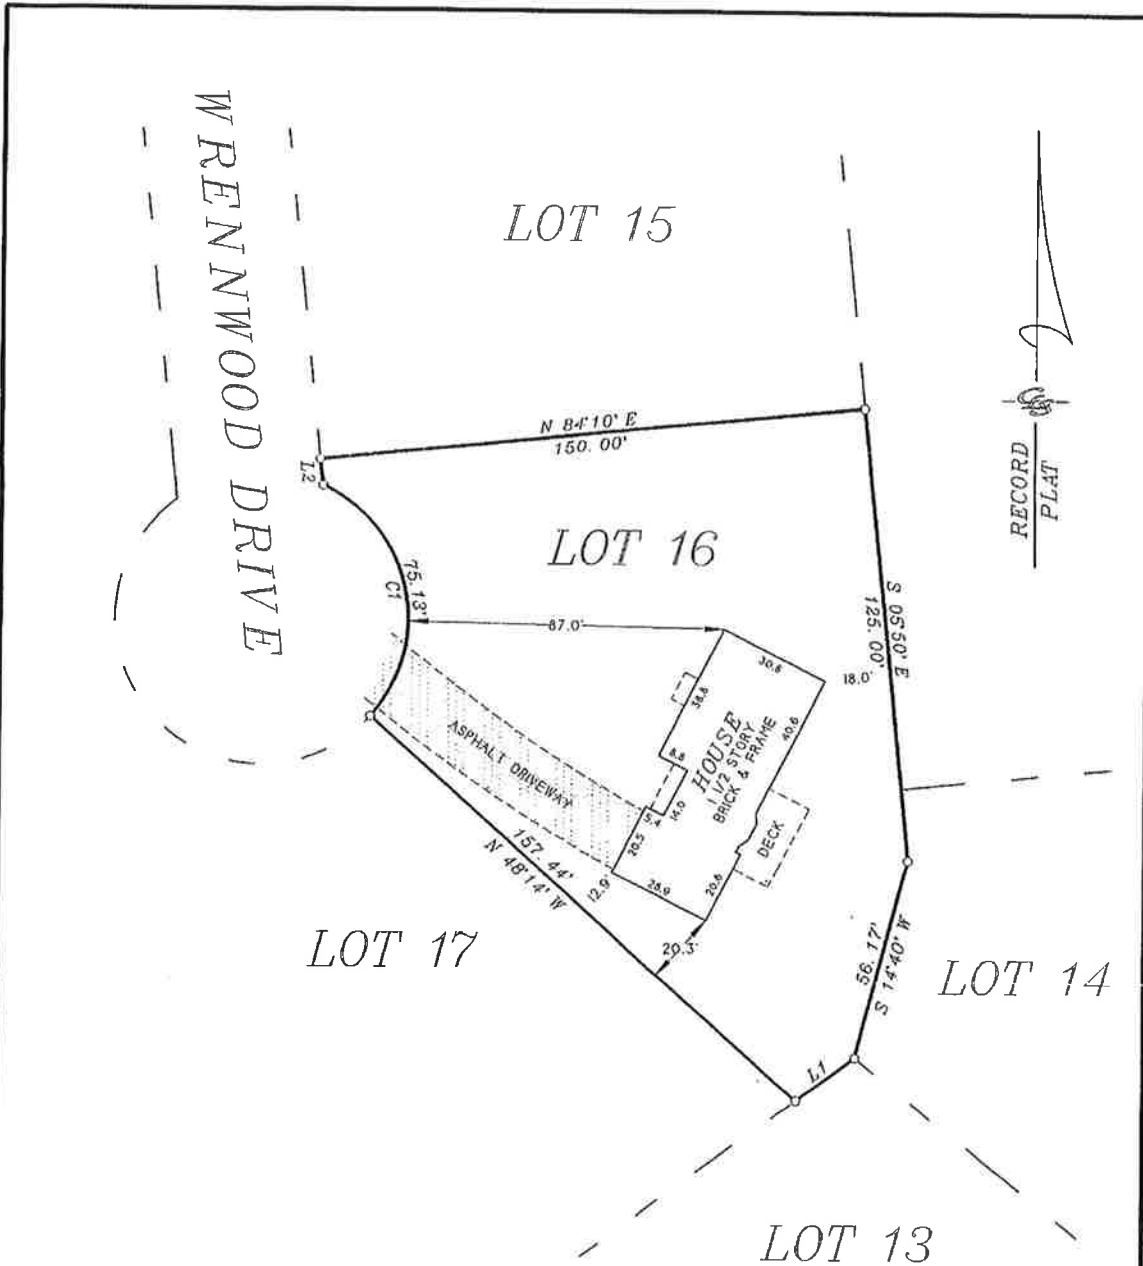 WRENNWOOD DRIVE
LOT 15
N 84°10' E
150.00'
L2
RECORD
PLAT
LOT 16
75.13'
C1
S 05°50' E
125.00'
67.0'
30.6
18.0'
38.8
40.6
HOUSE
1 1/2 STORY
BRICK & FRAME
8.8
ASPHALT DRIVEWAY
14.0
5.4
20.5
DECK
157.44'
N 48°14' W
12.9'
28.9
20.6
20.3'
LOT 17
56.17'
S 14°40' W
LOT 14
L1
LOT 13